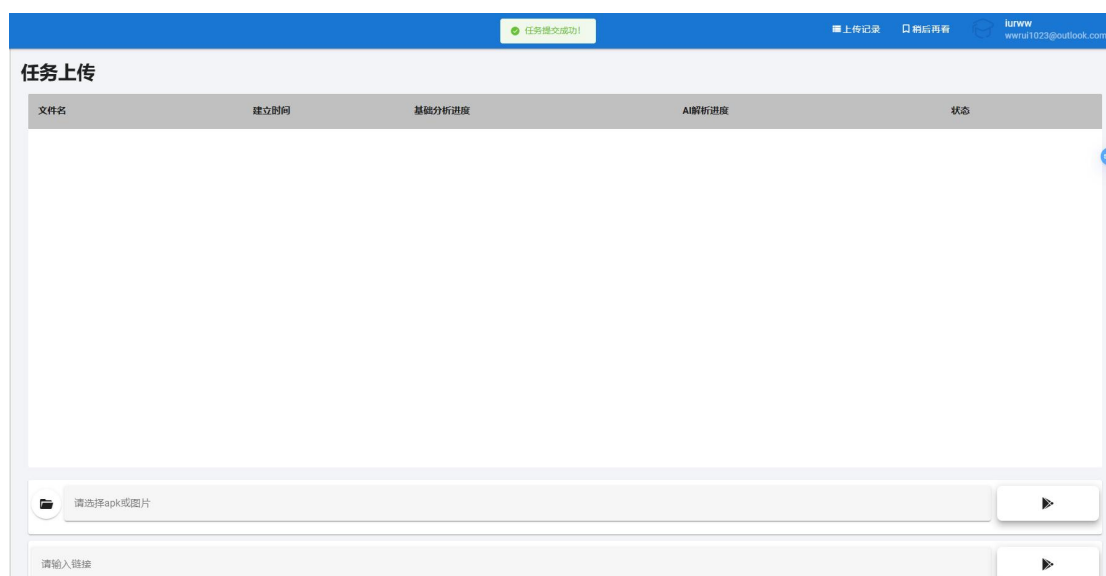 任务提交成功!
上传记录
稍后再看
iurww
wwrui1023@outlook.com
任务上传
文件名 建立时间 基础分析进度 AI解析进度 状态
请选择apk或图片
请输入链接